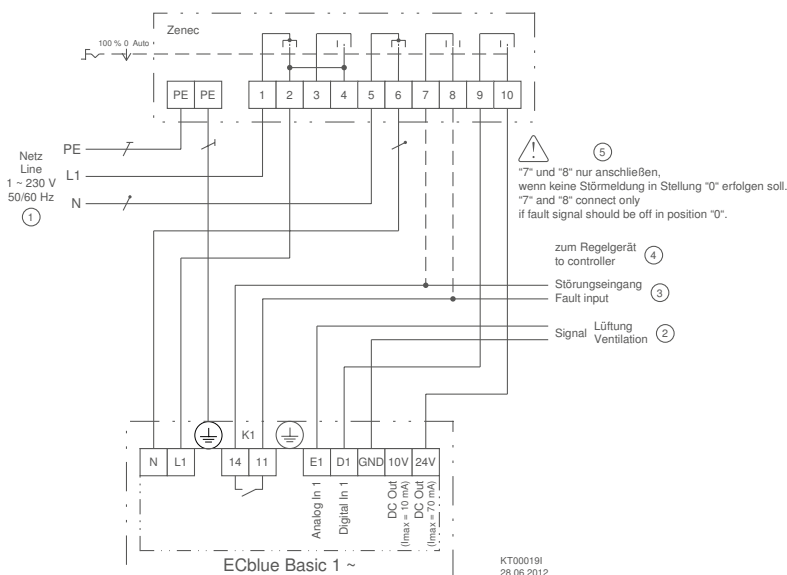 Zenec
100 % 0 Auto
PE PE 1 2 3 4 5 6 7 8 9 10
Netz
Line
1 ~ 230 V
50/60 Hz
1
PE
L1
N
5
"7" und "8" nur anschließen,
wenn keine Störmeldung in Stellung "0" erfolgen soll.
"7" and "8" connect only
if fault signal should be off in position "0".
zum Regelgerät
to controller
4
Störungseingang
Fault input
3
Signal
Lüftung
Ventilation
2
K1
N L1 14 11 E1 D1 GND 10V 24V
Analog In 1
Digital In 1
DC Out
(Imax = 10 mA)
DC Out
(Imax = 70 mA)
ECblue Basic 1 ~
KT00019I
28.06.2012